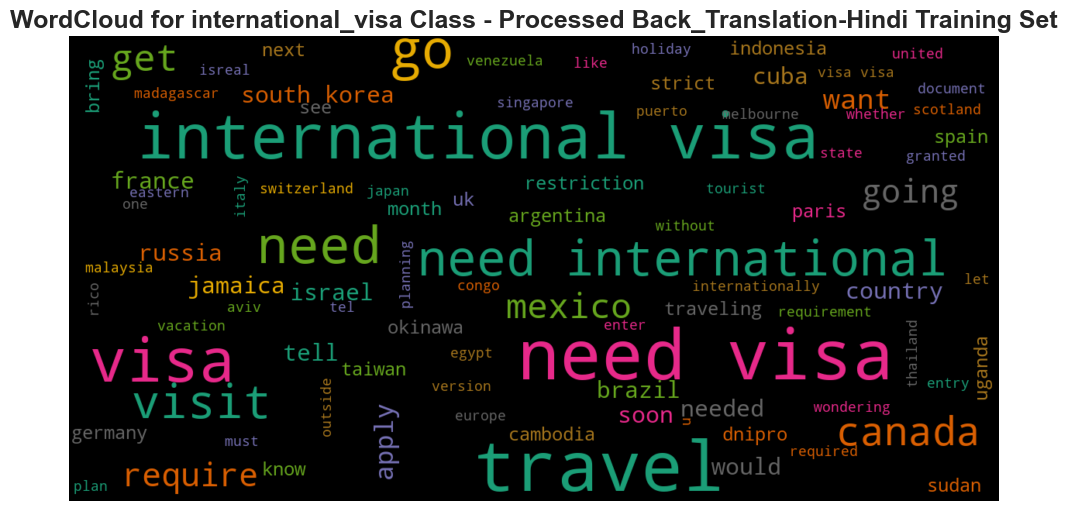 WordCloud for international_visa Class - Processed Back_Translation-Hindi Training Set
bring get isreal next go venezuela like holiday indonesia united
madagascar south korea see singapore strict cuba visa visa document
want puerto melbourne whether scotland
international visa state spain
france eastern one italy switzerland japan month uk restriction tourist granted
argentina without paris going
russia need planning need international
malaysia jamaica israel congo internationally country let
rico aviv tel mexico traveling requirement
vacation okinawa enter
visa tell taiwan egypt need visa thailand uganda
visit outside version brazil entry
apply europe soon needed wondering
germany must cambodia n dnipro canada
require know travel would required
plan sudan